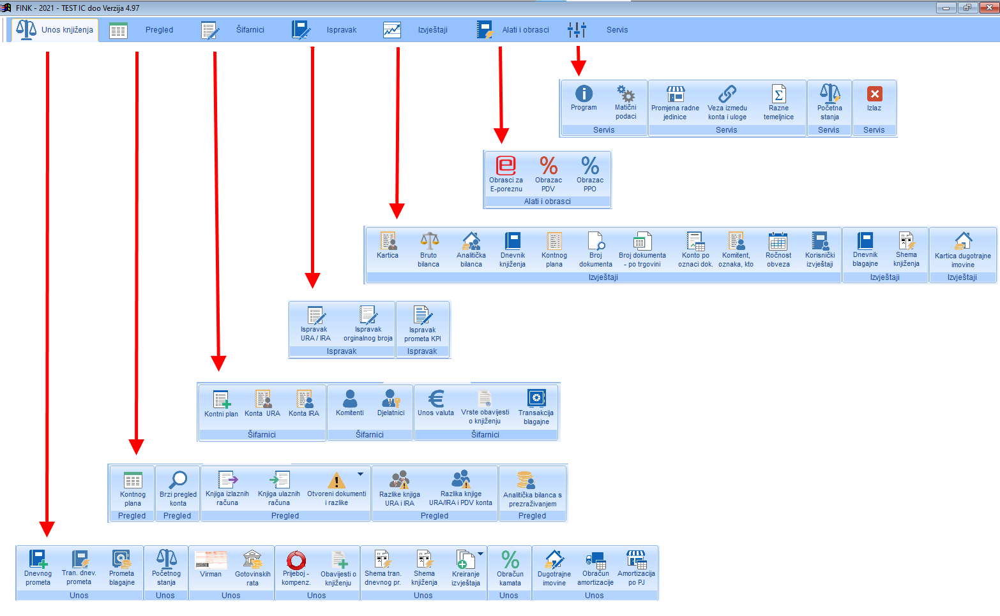 FINK - 2021 - TEST IC doo Verzija 4.97
Unos knjiženja
Pregled
Šifarnici
Ispravak
Izvještaji
Alati i obrasci
Servis
Program
Matični
podaci
Servis
Promjena radne
jedinice
Veza izmedu
konta i uloge
Razne
temeljnice
Servis
Početna
stanja
Servis
Izlaz
Servis
Obrasci za
E-poreznu
Obrazac
PDV
Obrazac
PPO
Alati i obrasci
Kartica
Bruto
bilanca
Analitička
bilanca
Dnevnik
knjiženja
Kontnog
plana
Broj
dokumenta
Broj dokumenta
- po trgovini
Konto po
oznaci dok.
Komitent,
oznaka, kto
Ročnost
obveza
Korisnički
izvještaji
Izvještaji
Dnevnik
blagajne
Shema
knjiženja
Izvještaji
Kartica dugotrajne
imovine
Izvještaji
Ispravak
URA / IRA
Ispravak
orginalnog broja
Ispravak
Ispravak
prometa KPI
Ispravak
Kontni plan
Konta URA
Konta IRA
Šifarnici
Komitenti
Djelatnici
Šifarnici
Unos valuta
Vrste obavijesti
o knjiženju
Transakcija
blagajne
Šifarnici
Kontnog
plana
Pregled
Brzi pregled
konta
Pregled
Knjiga izlaznih
računa
Knjiga ulaznih
računa
Otvoreni dokumenti
i razlike
Pregled
Razlike knjiga
URA i IRA
Razlika knjige
URA/IRA i PDV konta
Pregled
Analitička bilanca s
prezraživanjem
Pregled
Dnevnog
prometa
Tran. dnev.
prometa
Prometa
blagajne
Unos
Početnog
stanja
Unos
Virman
Gotovinskih
rata
Unos
Prijeboj -
kompenz.
Obavijesti o
knjiženju
Unos
Shema tran.
dnevnog pr.
Shema
knjiženja
Kreiranje
izvještaja
Unos
Obračun
kamata
Unos
Dugotrajne
imovine
Obračun
amortizacije
Amortizacija
po PJ
Unos